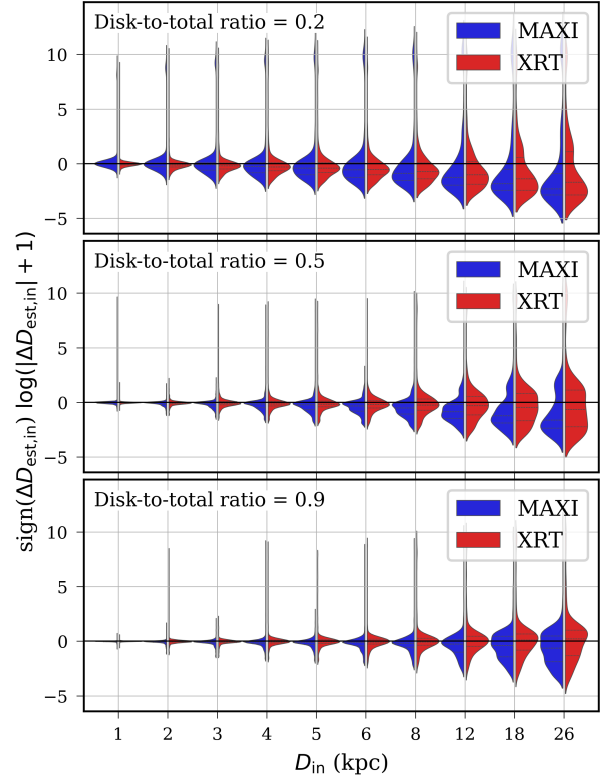 Disk-to-total ratio = 0.2
MAXI
XRT
10
5
0
−5
Disk-to-total ratio = 0.5
MAXI
XRT
10
5
0
−5
Disk-to-total ratio = 0.9
MAXI
XRT
10
5
0
−5
sign(ΔD_est,in) log(|ΔD_est,in| + 1)
1 2 3 4 5 6 8 12 18 26
D_in (kpc)